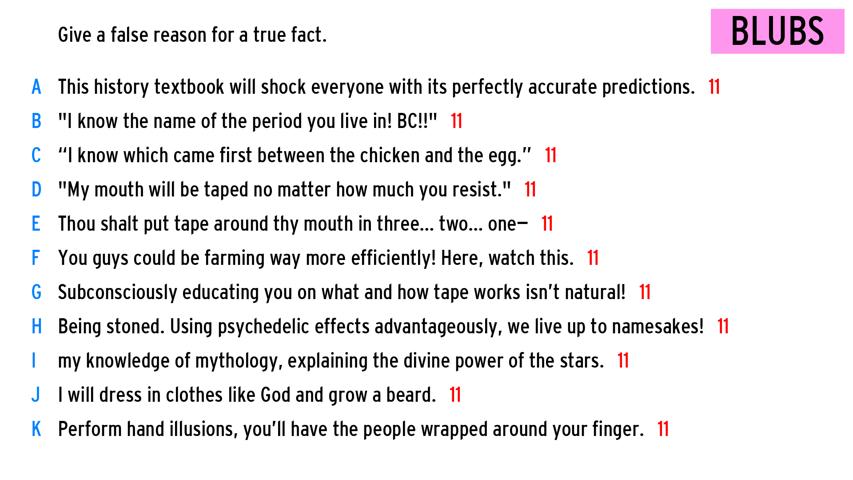 Give a false reason for a true fact.
BLUBS
A This history textbook will shock everyone with its perfectly accurate predictions. 11
B "I know the name of the period you live in! BC!!" 11
C “I know which came first between the chicken and the egg.” 11
D "My mouth will be taped no matter how much you resist." 11
E Thou shalt put tape around thy mouth in three... two... one– 11
F You guys could be farming way more efficiently! Here, watch this. 11
G Subconsciously educating you on what and how tape works isn’t natural! 11
H Being stoned. Using psychedelic effects advantageously, we live up to namesakes! 11
I my knowledge of mythology, explaining the divine power of the stars. 11
J I will dress in clothes like God and grow a beard. 11
K Perform hand illusions, you’ll have the people wrapped around your finger. 11